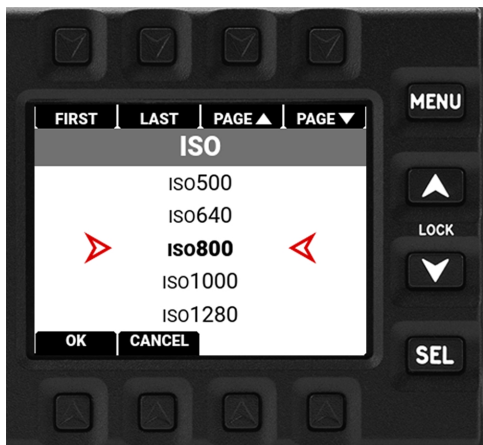 MENU
FIRST LAST PAGE▲ PAGE▼
ISO
ISO500
ISO640
LOCK
ISO800
ISO1000
ISO1280
OK CANCEL
SEL